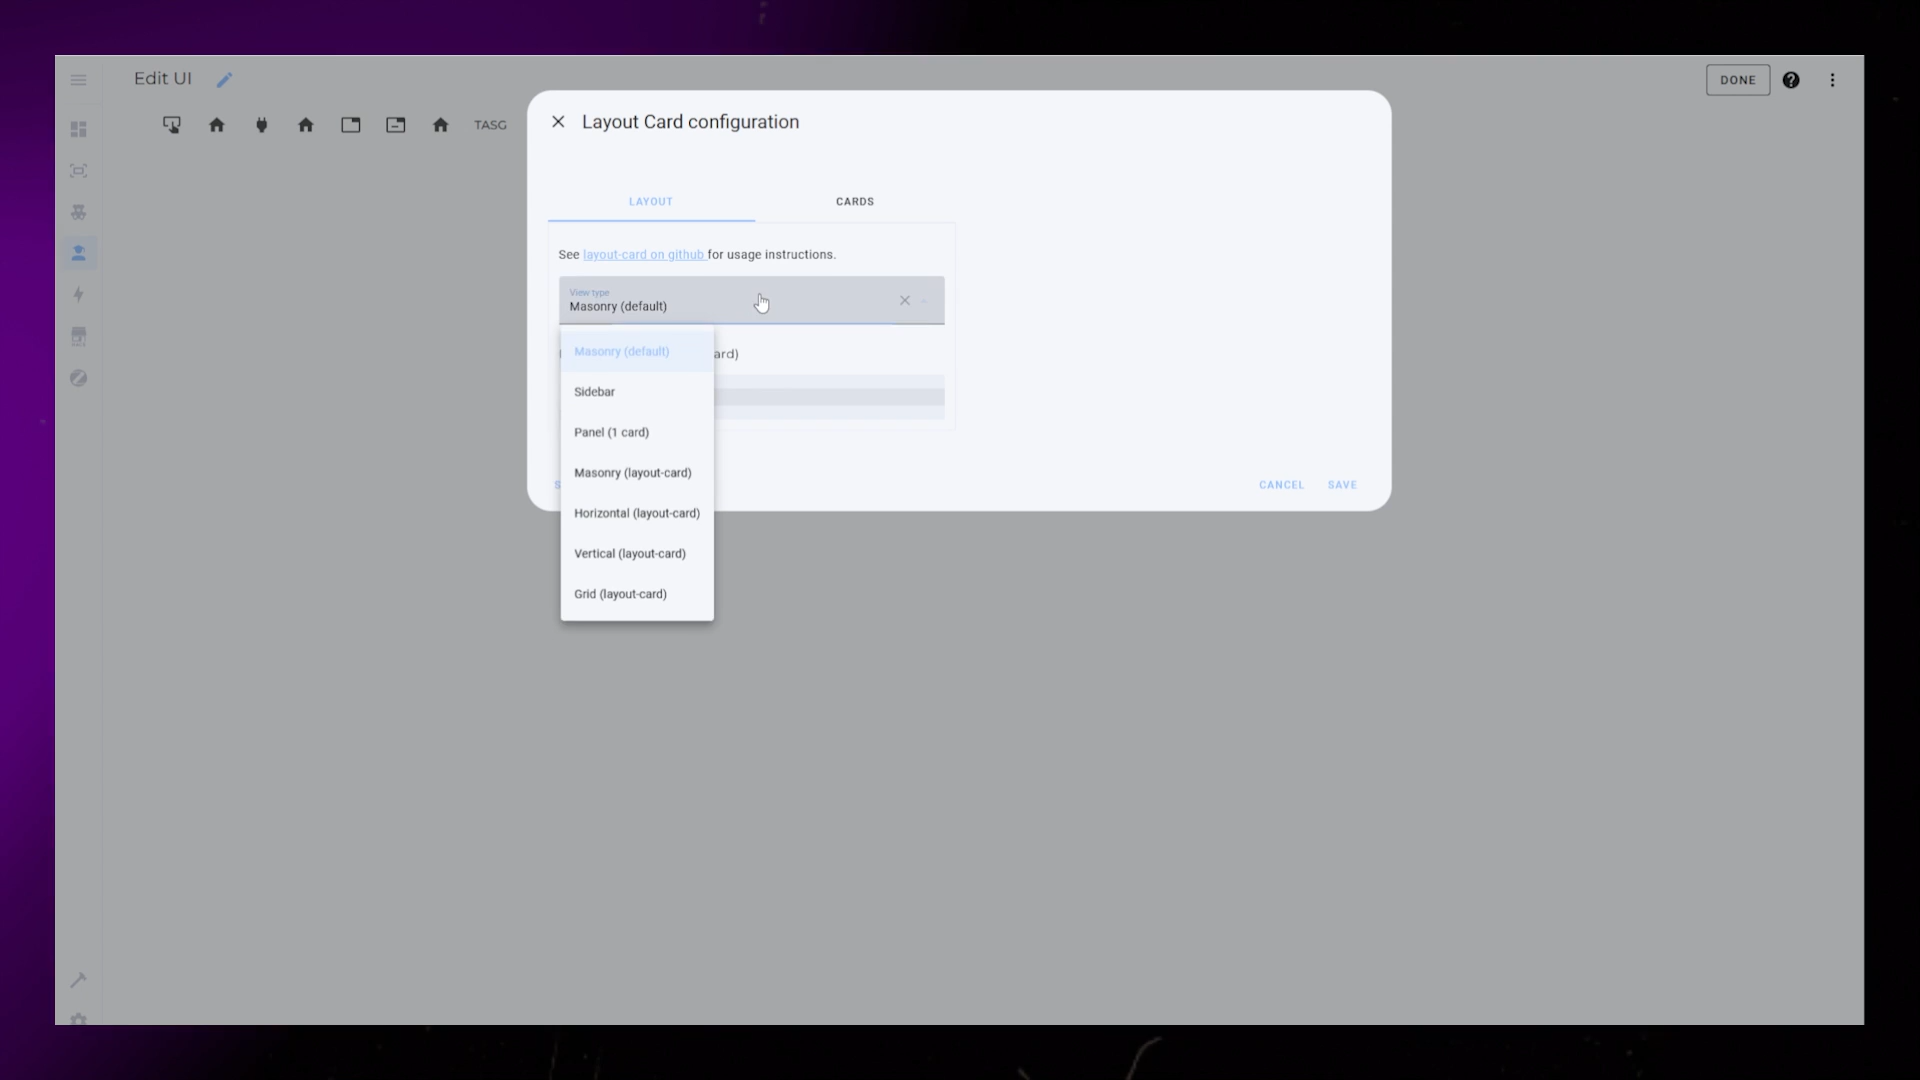 Edit UI
DONE
TASG
Layout Card configuration
LAYOUT
CARDS
See layout-card on github for usage instructions.
View type
Masonry (default)
Masonry (default)
ard)
Sidebar
Panel (1 card)
Masonry (layout-card)
CANCEL
SAVE
Horizontal (layout-card)
Vertical (layout-card)
Grid (layout-card)